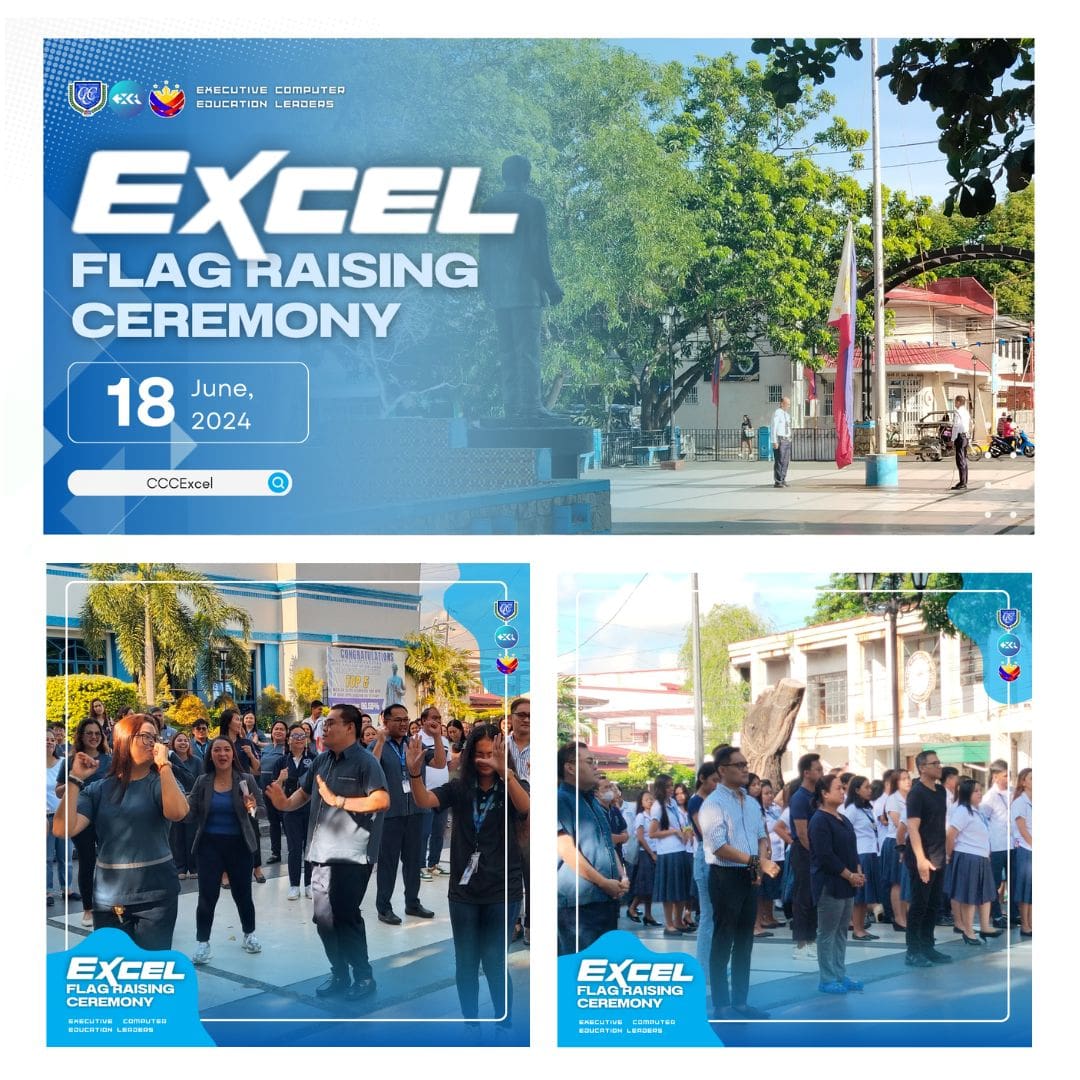 EXECUTIVE COMPUTER
EDUCATION LEADERS
EXCEL
FLAG RAISING
CEREMONY
18 June,
2024
CCCExcel
CONGRATULATIONS
TOP 5
EXCEL
FLAG RAISING
CEREMONY
EXECUTIVE COMPUTER
EDUCATION LEADERS
EXCEL
FLAG RAISING
CEREMONY
EXECUTIVE COMPUTER
EDUCATION LEADERS